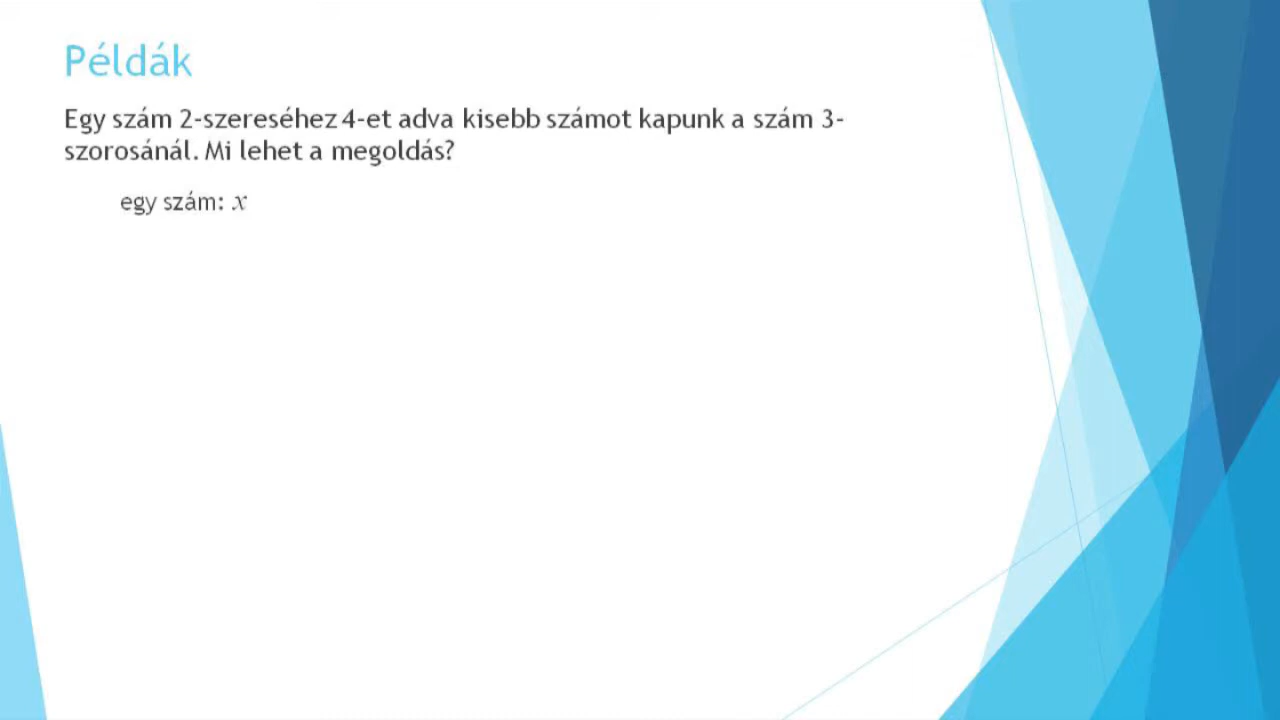 Példák
Egy szám 2-szereséhez 4-et adva kisebb számot kapunk a szám 3-
szorosánál. Mi lehet a megoldás?
egy szám: x